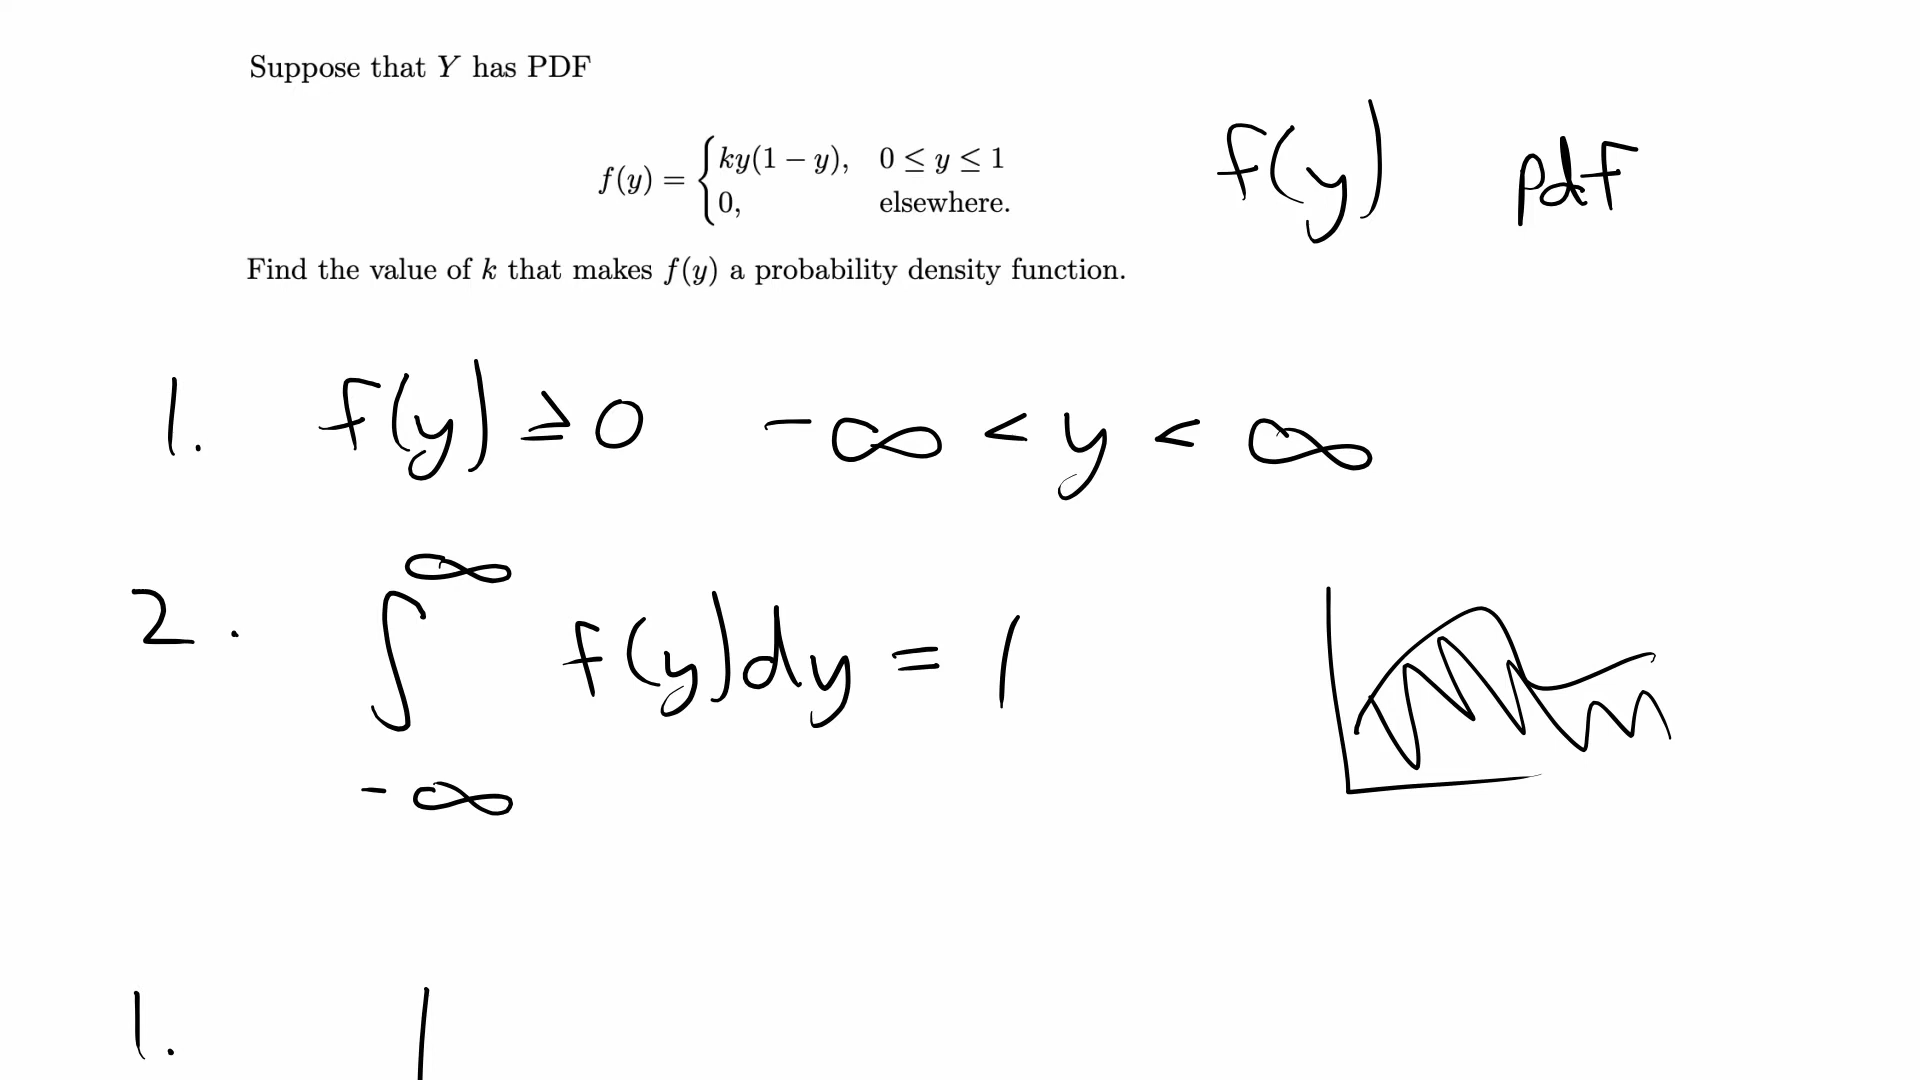 Suppose that Y has PDF
f(y) = { ky(1 − y), 0 ≤ y ≤ 1
0, elsewhere.
f(y) pdf
Find the value of k that makes f(y) a probability density function.
1. f(y) ≥ 0 -∞ < y < ∞
2. ∫_{-∞}^{∞} f(y)dy = 1
1.